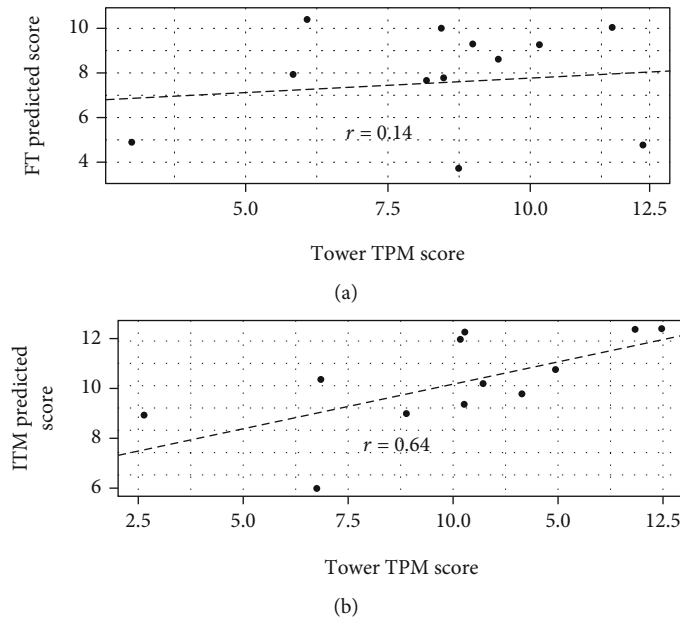 FT predicted score
10
8
6
4
r = 0.14
5.0 7.5 10.0 12.5
Tower TPM score
(a)
ITM predicted
score
12
10
8
6
r = 0.64
2.5 5.0 7.5 10.0 5.0 12.5
Tower TPM score
(b)